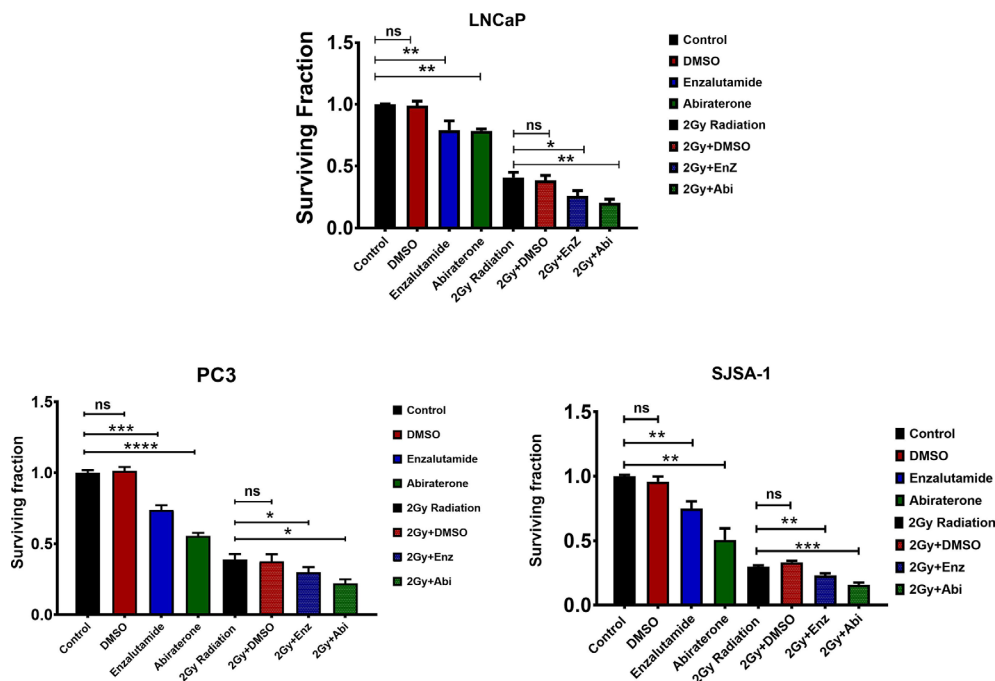 LNCaP
Surviving Fraction
1.5
1.0
0.5
0.0
ns
**
**
ns
*
**
Control
DMSO
Enzalutamide
Abiraterone
2Gy Radiation
2Gy+DMSO
2Gy+EnZ
2Gy+Abi
Control
DMSO
Enzalutamide
Abiraterone
2Gy Radiation
2Gy+DMSO
2Gy+EnZ
2Gy+Abi
PC3
Surviving fraction
1.5
1.0
0.5
0.0
ns
***
****
ns
*
*
Control
DMSO
Enzalutamide
Abiraterone
2Gy Radiation
2Gy+DMSO
2Gy+Enz
2Gy+Abi
Control
DMSO
Enzalutamide
Abiraterone
2Gy Radiation
2Gy+DMSO
2Gy+Enz
2Gy+Abi
SJSA-1
Surviving fraction
1.5
1.0
0.5
0.0
ns
**
**
ns
**
***
Control
DMSO
Enzalutamide
Abiraterone
2Gy Radiation
2Gy+DMSO
2Gy+Enz
2Gy+Abi
Control
DMSO
Enzalutamide
Abiraterone
2Gy Radiation
2Gy+DMSO
2Gy+Enz
2Gy+Abi